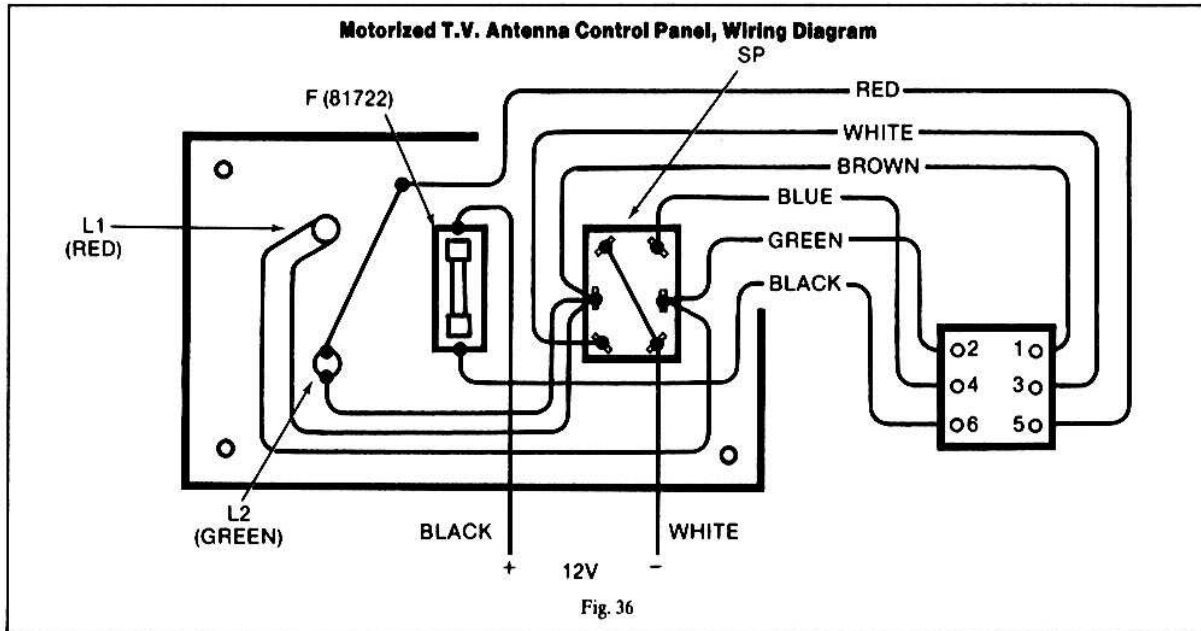 Motorized T.V. Antenna Control Panel, Wiring Diagram
SP
F (81722)
RED
WHITE
BROWN
BLUE
GREEN
BLACK
L1
(RED)
2 1
4 3
6 5
L2
(GREEN)
BLACK
WHITE
+ 12V −
Fig. 36